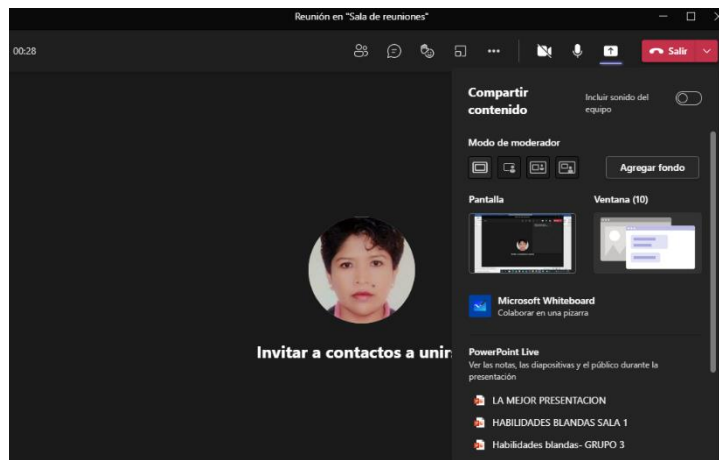 Reunión en "Sala de reuniones"
00:28
Salir
Compartir contenido
Incluir sonido del equipo
Modo de moderador
Agregar fondo
Pantalla
Ventana (10)
Microsoft Whiteboard
Colaborar en una pizarra
Invitar a contactos a unir
PowerPoint Live
Ver las notas, las diapositivas y el público durante la
presentación
LA MEJOR PRESENTACION
HABILIDADES BLANDAS SALA 1
Habilidades blandas- GRUPO 3